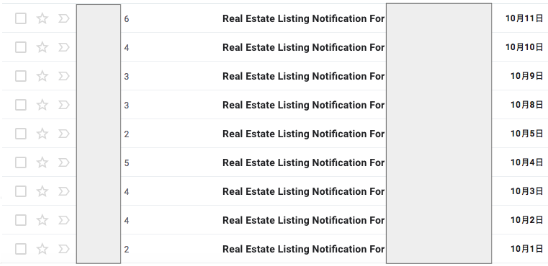 6 Real Estate Listing Notification For 10月11日
4 Real Estate Listing Notification For 10月10日
3 Real Estate Listing Notification For 10月9日
3 Real Estate Listing Notification For 10月8日
2 Real Estate Listing Notification For 10月5日
5 Real Estate Listing Notification For 10月4日
4 Real Estate Listing Notification For 10月3日
4 Real Estate Listing Notification For 10月2日
2 Real Estate Listing Notification For 10月1日